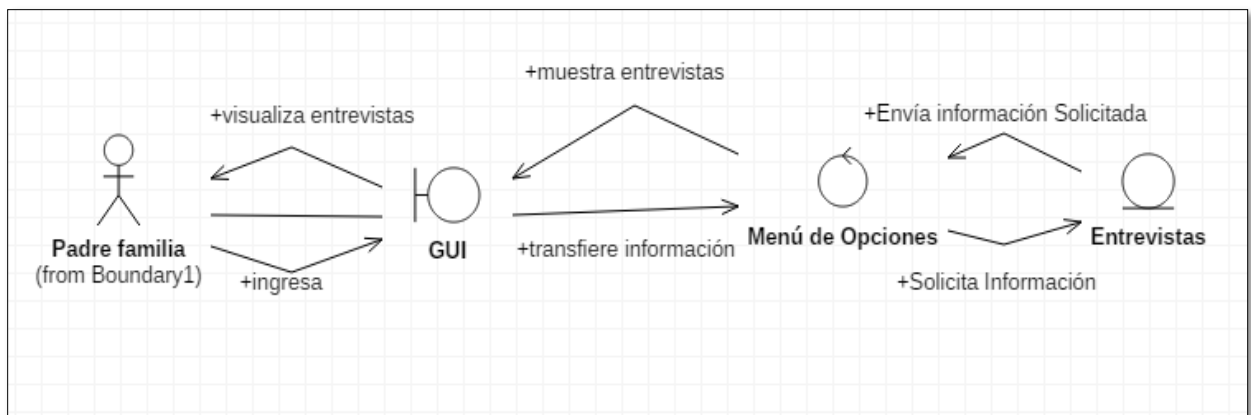 +muestra entrevistas
+visualiza entrevistas
+Envía información Solicitada
Padre familia
(from Boundary1)
+ingresa
GUI
+transfiere información
Menú de Opciones
Entrevistas
+Solicita Información